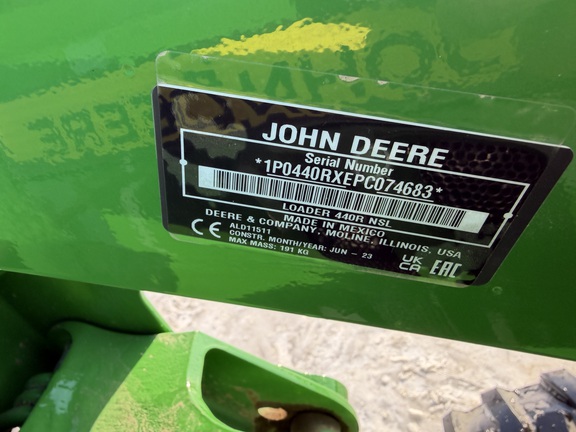 JOHN DEERE
Serial Number
*1P0440RXEPC074683*
LOADER 440R NSL
MADE IN MEXICO
DEERE & COMPANY, MOLINE, ILLINOIS, USA
CE ALD11511
CONSTR. MONTH/YEAR: JUN - 23
MAX MASS: 191 KG
UK
CA
EAC